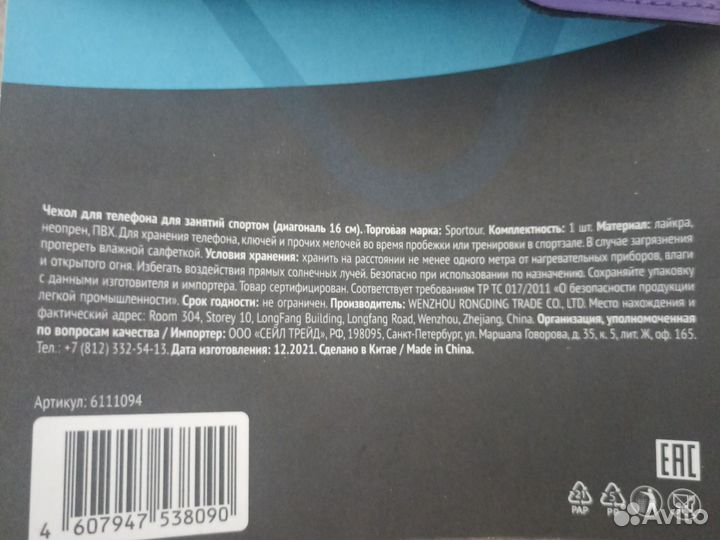 Чехол для телефона для занятий спортом (диагональ 16 см). Торговая марка: Sportour. Комплектность: 1 шт. Материал: лайкра,
неопрен, ПВХ. Для хранения телефона, ключей и прочих мелочей во время пробежки или тренировки в спортзале. В случае загрязнения
протереть влажной салфеткой. Условия хранения: хранить на расстоянии не менее одного метра от нагревательных приборов, влаги
и открытого огня. Избегать воздействия прямых солнечных лучей. Безопасно при использовании по назначению. Сохраняйте упаковку
с данными изготовителя и импортера. Товар сертифицирован. Соответствует требованиям ТР ТС 017/2011 «О безопасности продукции
легкой промышленности». Срок годности: не ограничен. Производитель: WENZHOU RONGDING TRADE CO., LTD. Место нахождения и
фактический адрес: Room 304, Storey 10, LongFang Building, Longfang Road, Wenzhou, Zhejiang, China. Организация, уполномоченная
по вопросам качества / Импортер: ООО «СЕЙЛ ТРЕЙД», РФ, 198095, Санкт-Петербург, ул. Маршала Говорова, д. 35, к. 5, лит. Ж, оф. 165.
Тел.: +7 (812) 332-54-13. Дата изготовления: 12.2021. Сделано в Китае / Made in China.
Артикул: 6111094
4 607947 538090
EAC
21 5
PAP PP
Avito